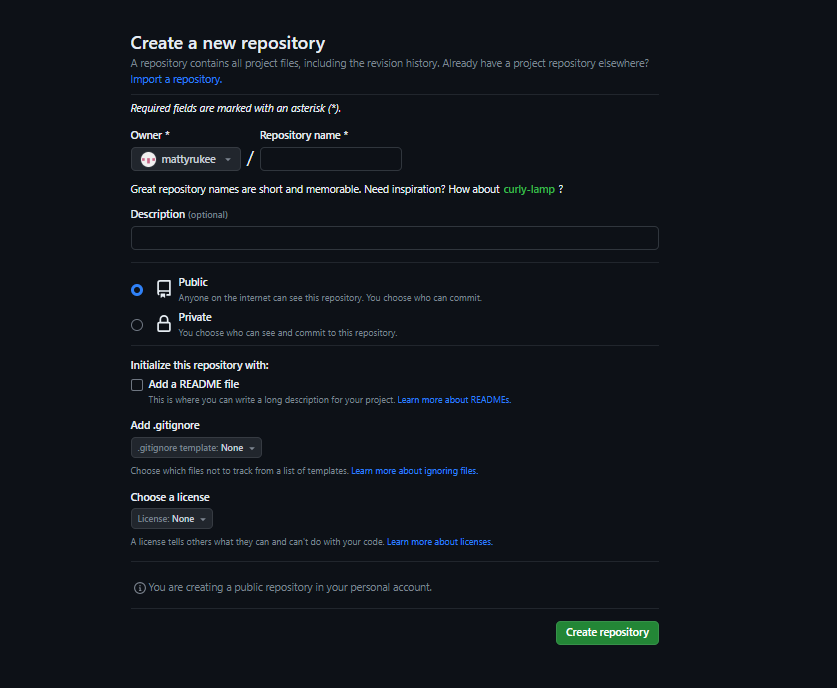 Create a new repository
A repository contains all project files, including the revision history. Already have a project repository elsewhere?
Import a repository.
Required fields are marked with an asterisk (*).
Owner * Repository name *
mattyrukee /
Great repository names are short and memorable. Need inspiration? How about curly-lamp ?
Description (optional)
Public
Anyone on the internet can see this repository. You choose who can commit.
Private
You choose who can see and commit to this repository.
Initialize this repository with:
Add a README file
This is where you can write a long description for your project. Learn more about READMEs.
Add .gitignore
.gitignore template: None
Choose which files not to track from a list of templates. Learn more about ignoring files.
Choose a license
License: None
A license tells others what they can and can't do with your code. Learn more about licenses.
You are creating a public repository in your personal account.
Create repository